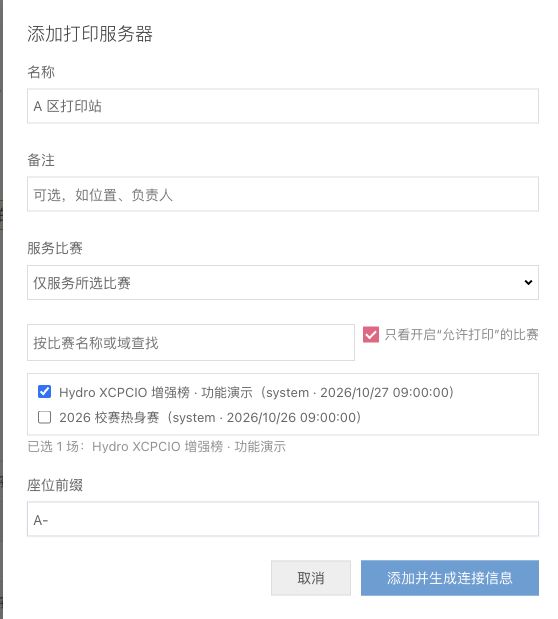 添加打印服务器
名称
A 区打印站
备注
可选，如位置、负责人
服务比赛
仅服务所选比赛
按比赛名称或域查找
只看开启“允许打印”的比赛
Hydro XCPCIO 增强榜 · 功能演示（system · 2026/10/27 09:00:00）
2026 校赛热身赛（system · 2026/10/26 09:00:00）
已选 1 场：Hydro XCPCIO 增强榜 · 功能演示
座位前缀
A-
取消
添加并生成连接信息